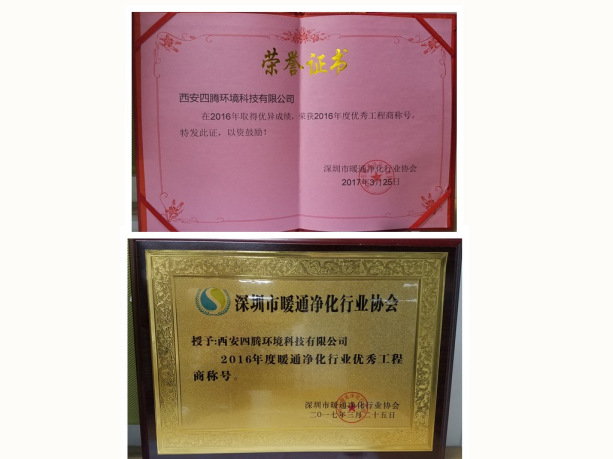 荣誉证书
西安四腾环境科技有限公司
在2016年取得优异成绩，荣获2016年度优秀工程商称号。
特发此证，以资鼓励！
深圳市暖通净化行业协会
2017年3月25日
深圳市暖通净化行业协会
授予:西安四腾环境科技有限公司
2016年度暖通净化行业优秀工程
商称号。
深圳市暖通净化行业协会
二〇一七年三月二十五日